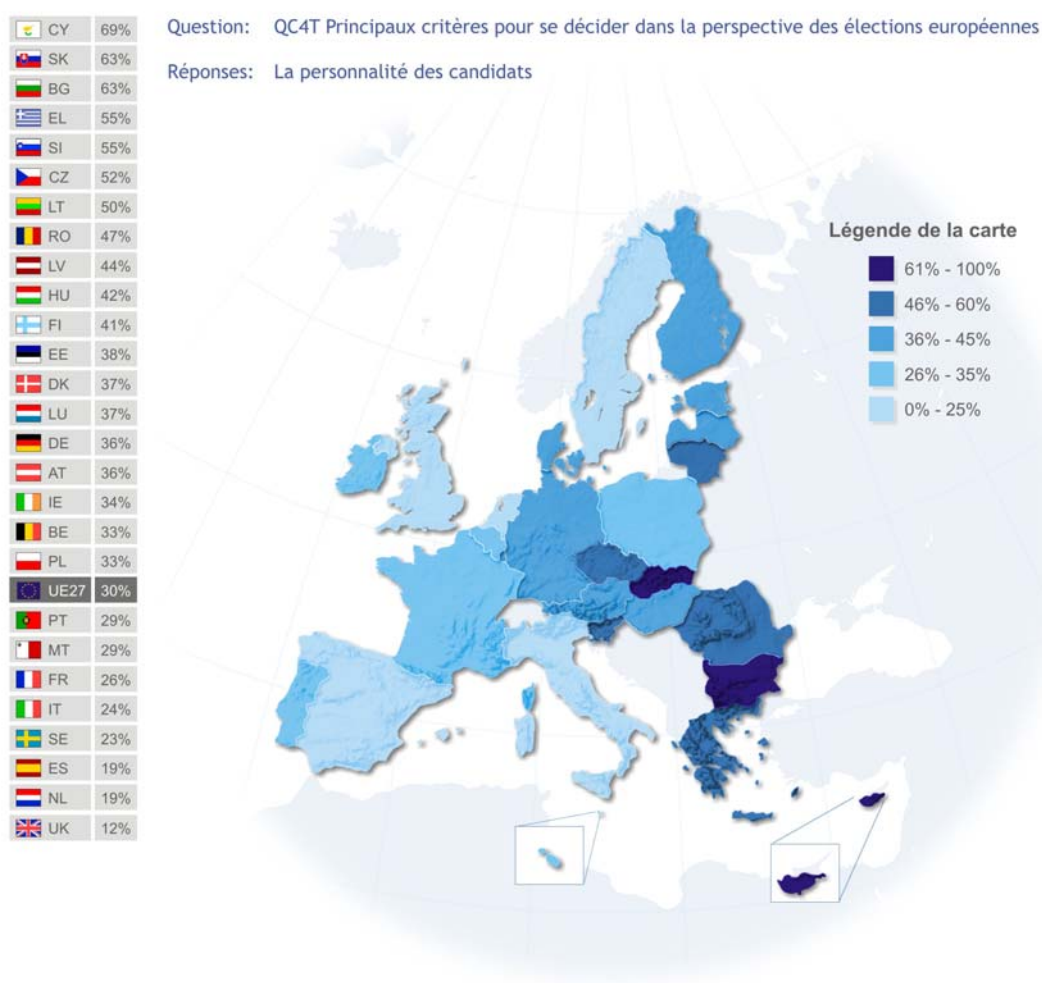 Question: QC4T Principaux critères pour se décider dans la perspective des élections européennes
Réponses: La personnalité des candidats
CY 69%
SK 63%
BG 63%
EL 55%
SI 55%
CZ 52%
LT 50%
RO 47%
LV 44%
HU 42%
FI 41%
EE 38%
DK 37%
LU 37%
DE 36%
AT 36%
IE 34%
BE 33%
PL 33%
UE27 30%
PT 29%
MT 29%
FR 26%
IT 24%
SE 23%
ES 19%
NL 19%
UK 12%
Légende de la carte
61% - 100%
46% - 60%
36% - 45%
26% - 35%
0% - 25%